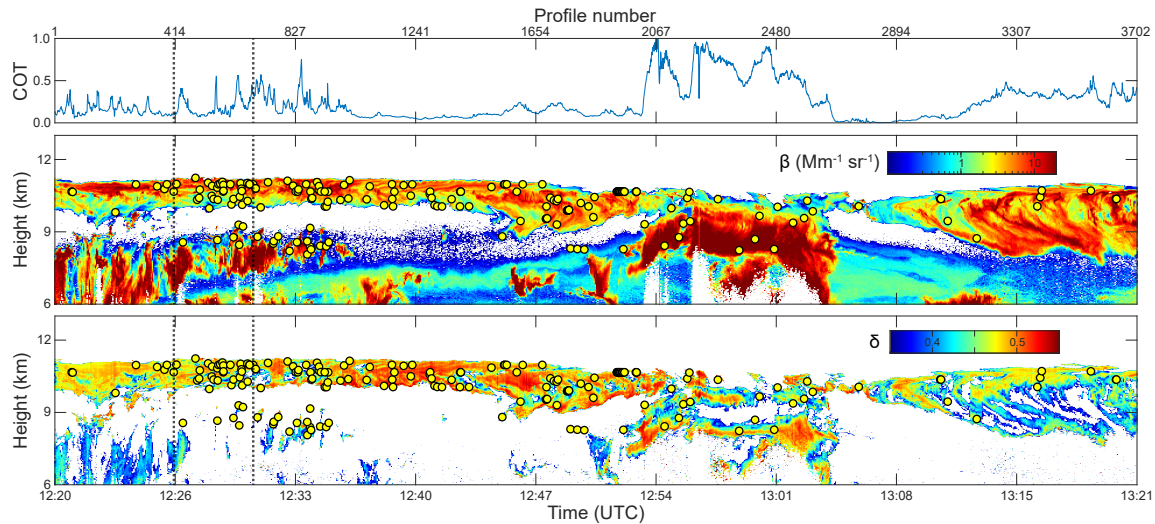 Profile number
1 414 827 1241 1654 2067 2480 2894 3307 3702
1.0
0.5
0.0
COT
12
9
6
Height (km)
β (Mm⁻¹ sr⁻¹)
1 10
12
9
6
Height (km)
δ
0.4 0.5
12:20 12:26 12:33 12:40 12:47 12:54 13:01 13:08 13:15 13:21
Time (UTC)